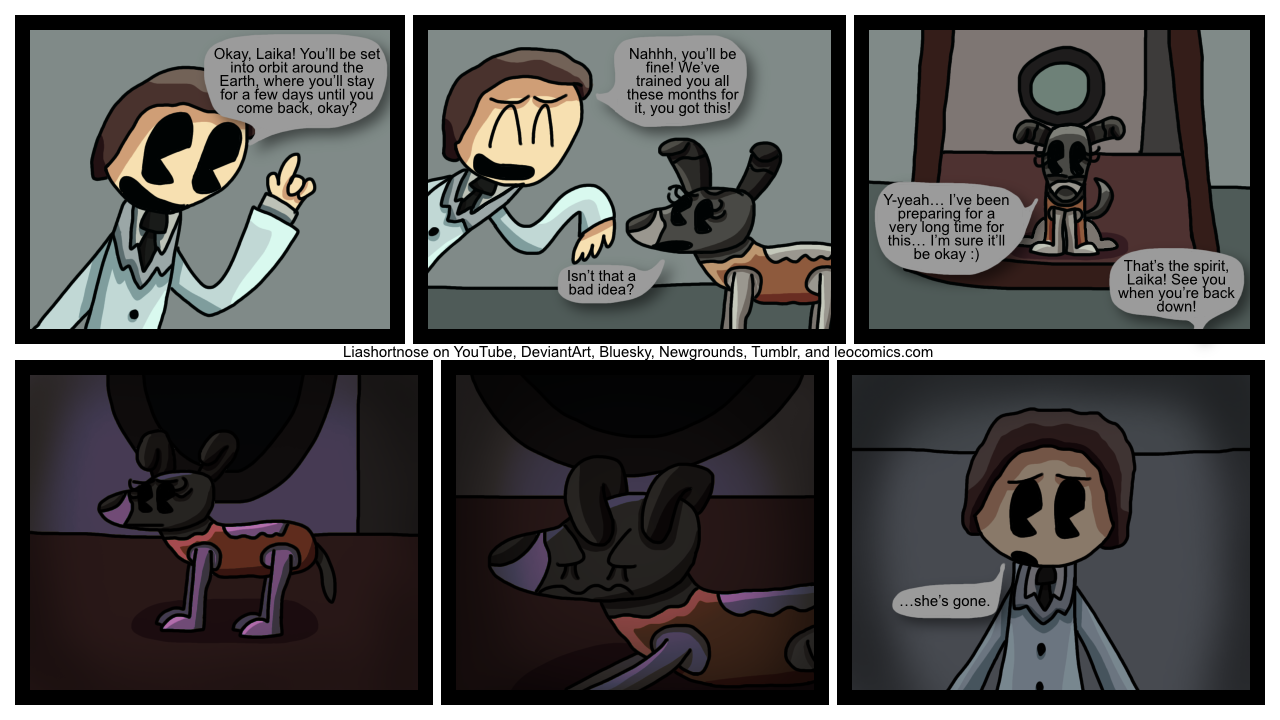 Okay, Laika! You'll be set
into orbit around the
Earth, where you'll stay
for a few days until you
come back, okay?
Nahhh, you'll be
fine! We've
trained you all
these months for
it, you got this!
Isn't that a
bad idea?
Y-yeah... I've been
preparing for a
very long time for
this... I'm sure it'll
be okay :)
That's the spirit,
Laika! See you
when you're back
down!
Liashortnose on YouTube, DeviantArt, Bluesky, Newgrounds, Tumblr, and leocomics.com
...she's gone.